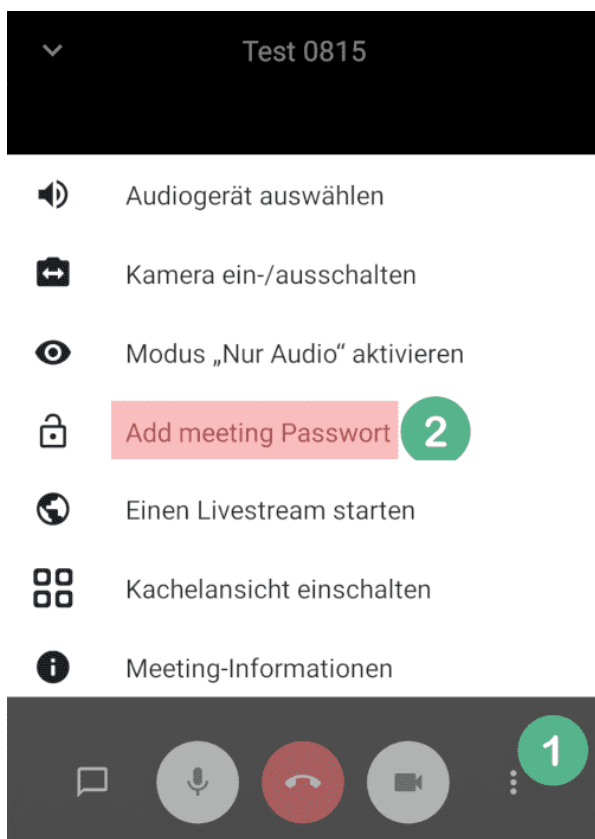 Test 0815
Audiogerät auswählen
Kamera ein-/ausschalten
Modus „Nur Audio“ aktivieren
Add meeting Passwort 2
Einen Livestream starten
Kachelansicht einschalten
Meeting-Informationen
1